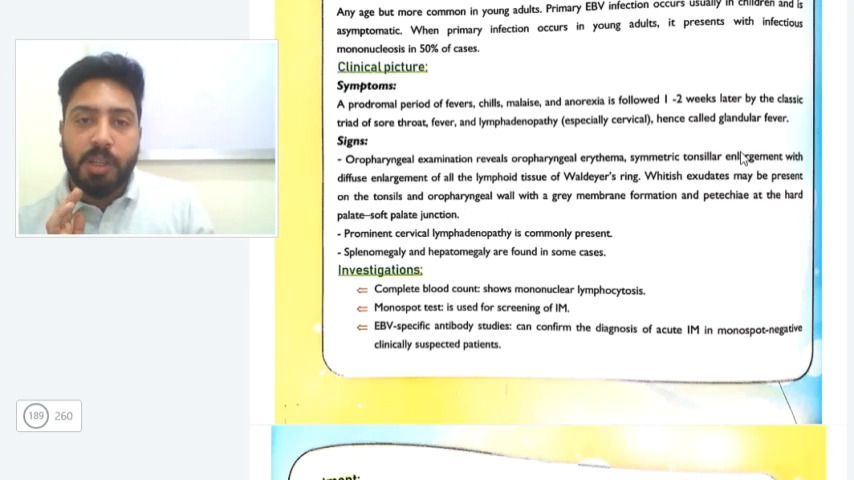 Any age but more common in young adults. Primary EBV infection occurs usually in children and is
asymptomatic. When primary infection occurs in young adults, it presents with infectious
mononucleosis in 50% of cases.
Clinical picture:
Symptoms:
A prodromal period of fevers, chills, malaise, and anorexia is followed 1 -2 weeks later by the classic
triad of sore throat, fever, and lymphadenopathy (especially cervical), hence called glandular fever.
Signs:
- Oropharyngeal examination reveals oropharyngeal erythema, symmetric tonsillar enlargement with
diffuse enlargement of all the lymphoid tissue of Waldeyer's ring. Whitish exudates may be present
on the tonsils and oropharyngeal wall with a grey membrane formation and petechiae at the hard
palate–soft palate junction.
- Prominent cervical lymphadenopathy is commonly present.
- Splenomegaly and hepatomegaly are found in some cases.
Investigations:
⇐ Complete blood count: shows mononuclear lymphocytosis.
⇐ Monospot test: is used for screening of IM.
⇐ EBV-specific antibody studies: can confirm the diagnosis of acute IM in monospot-negative
clinically suspected patients.
189 260